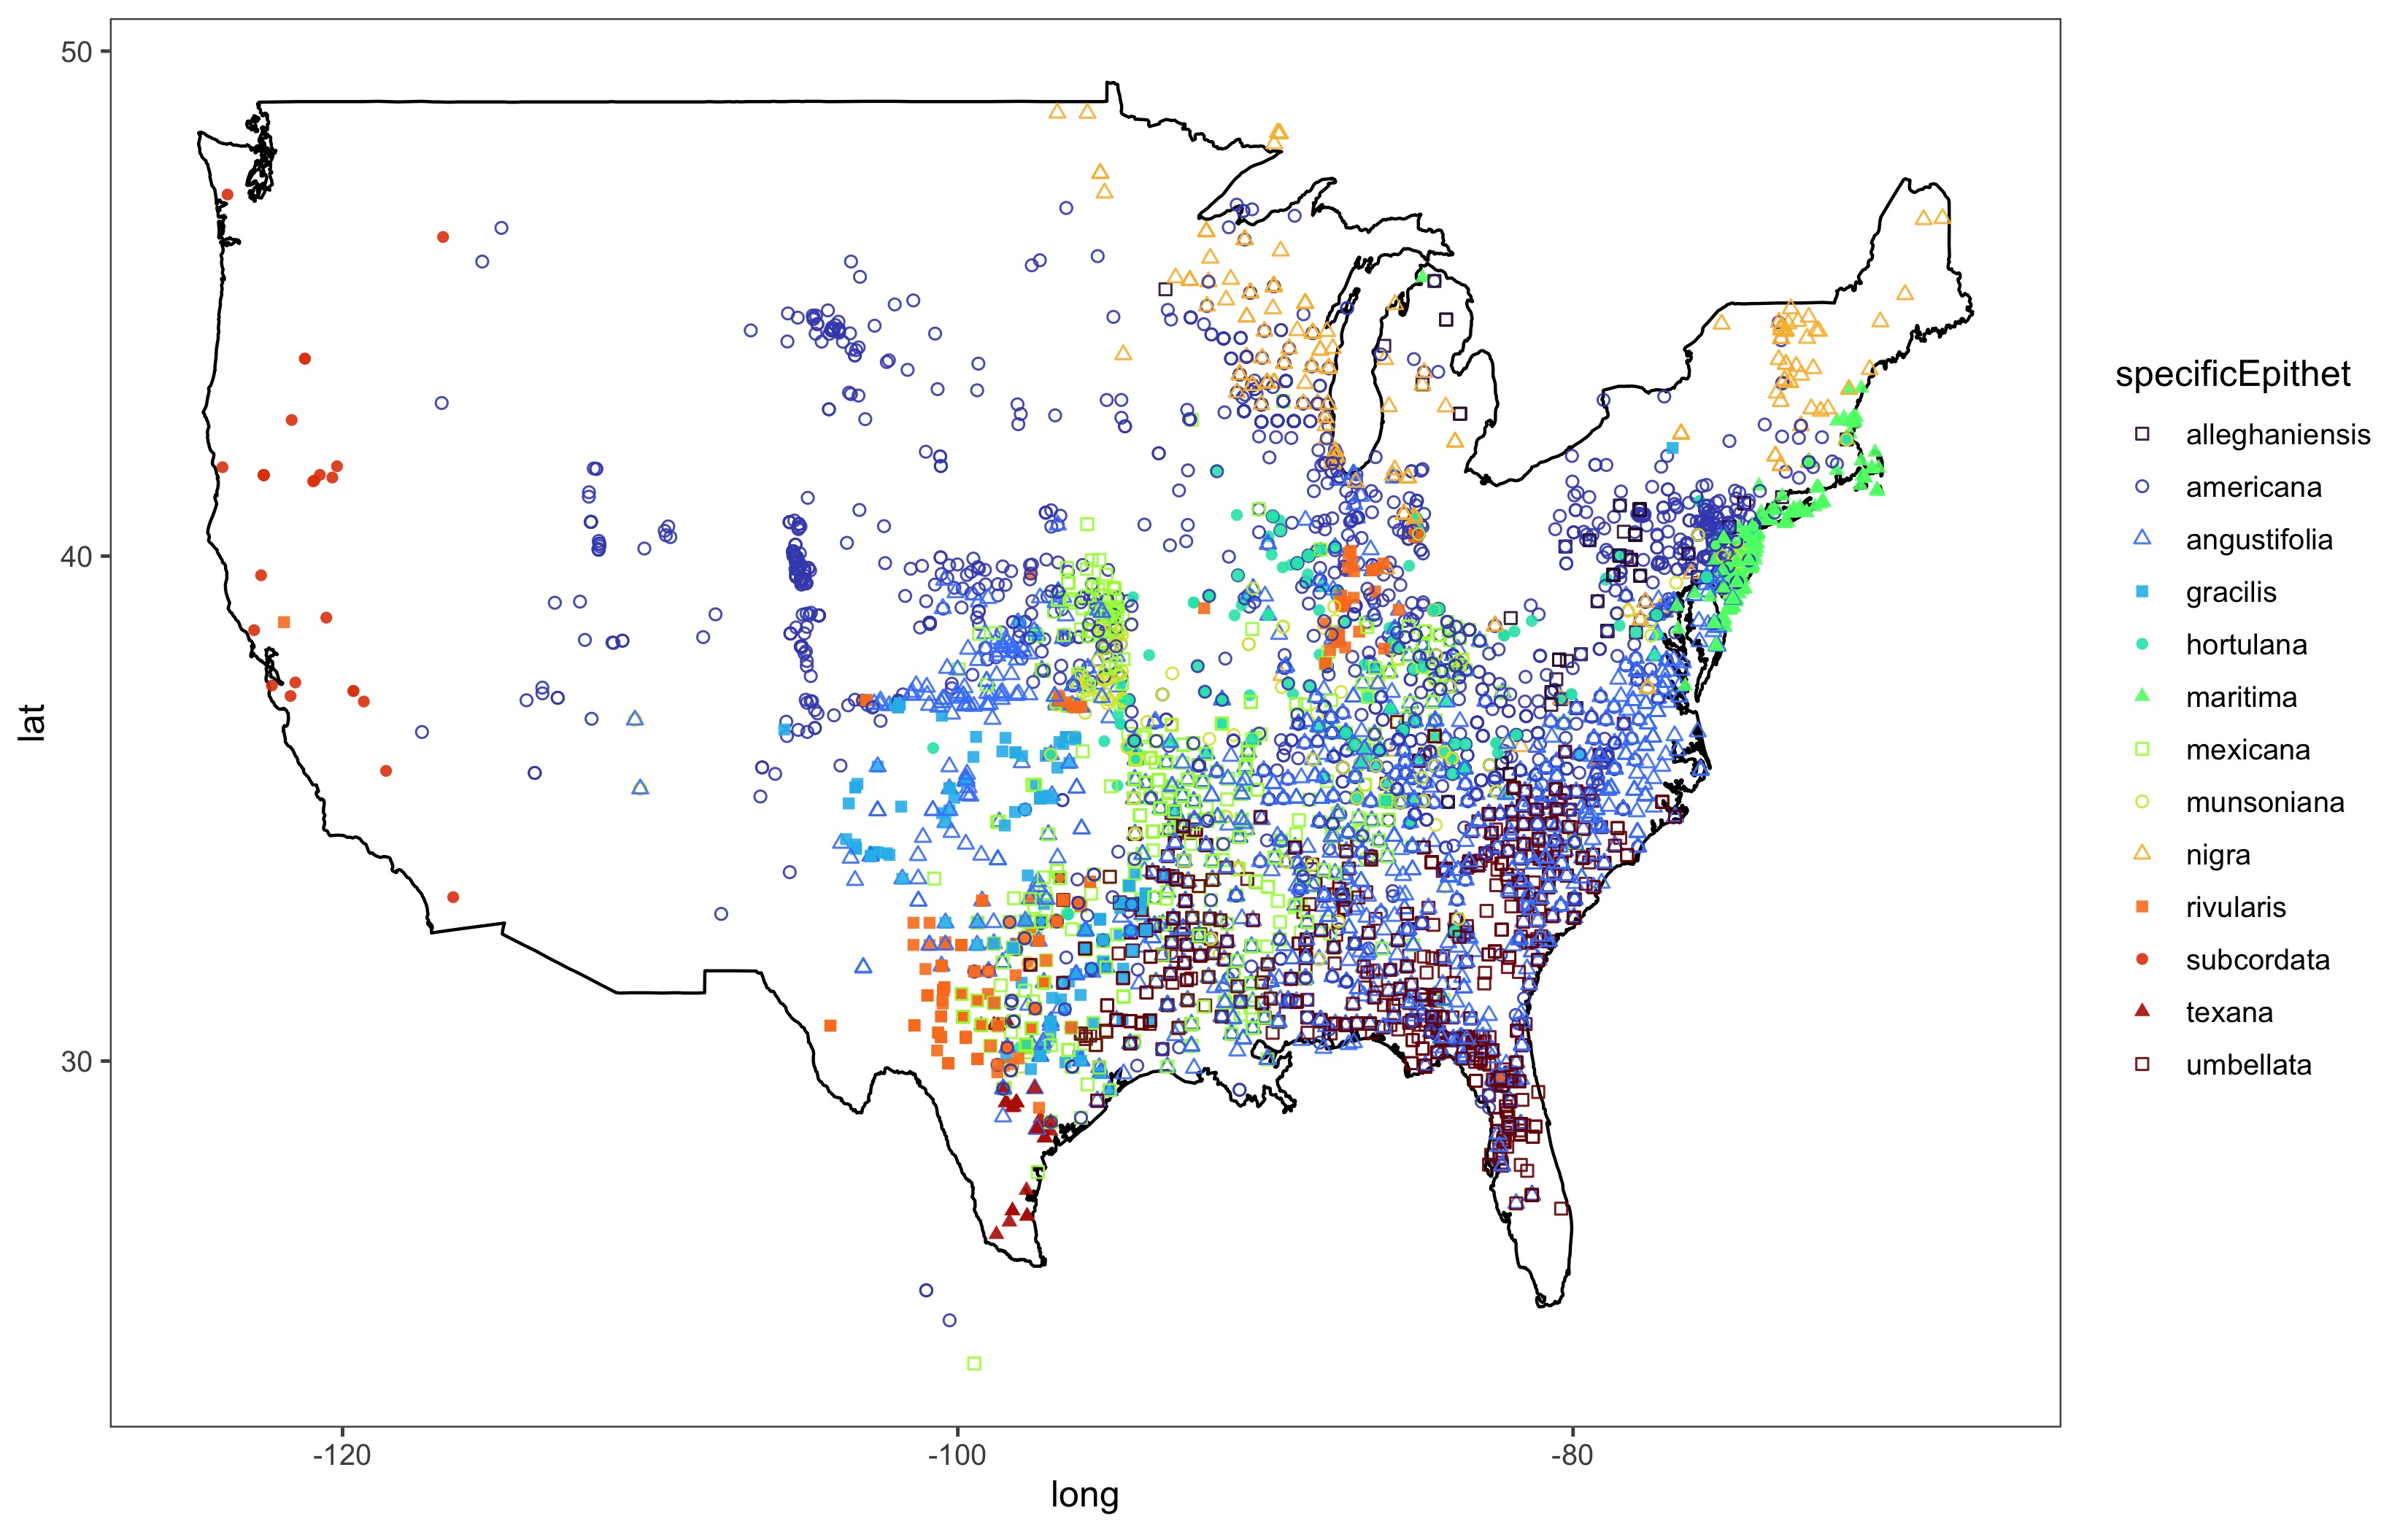 50
40
30
lat
-120
-100
-80
long
specificEpithet
alleghaniensis
americana
angustifolia
gracilis
hortulana
maritima
mexicana
munsoniana
nigra
rivularis
subcordata
texana
umbellata